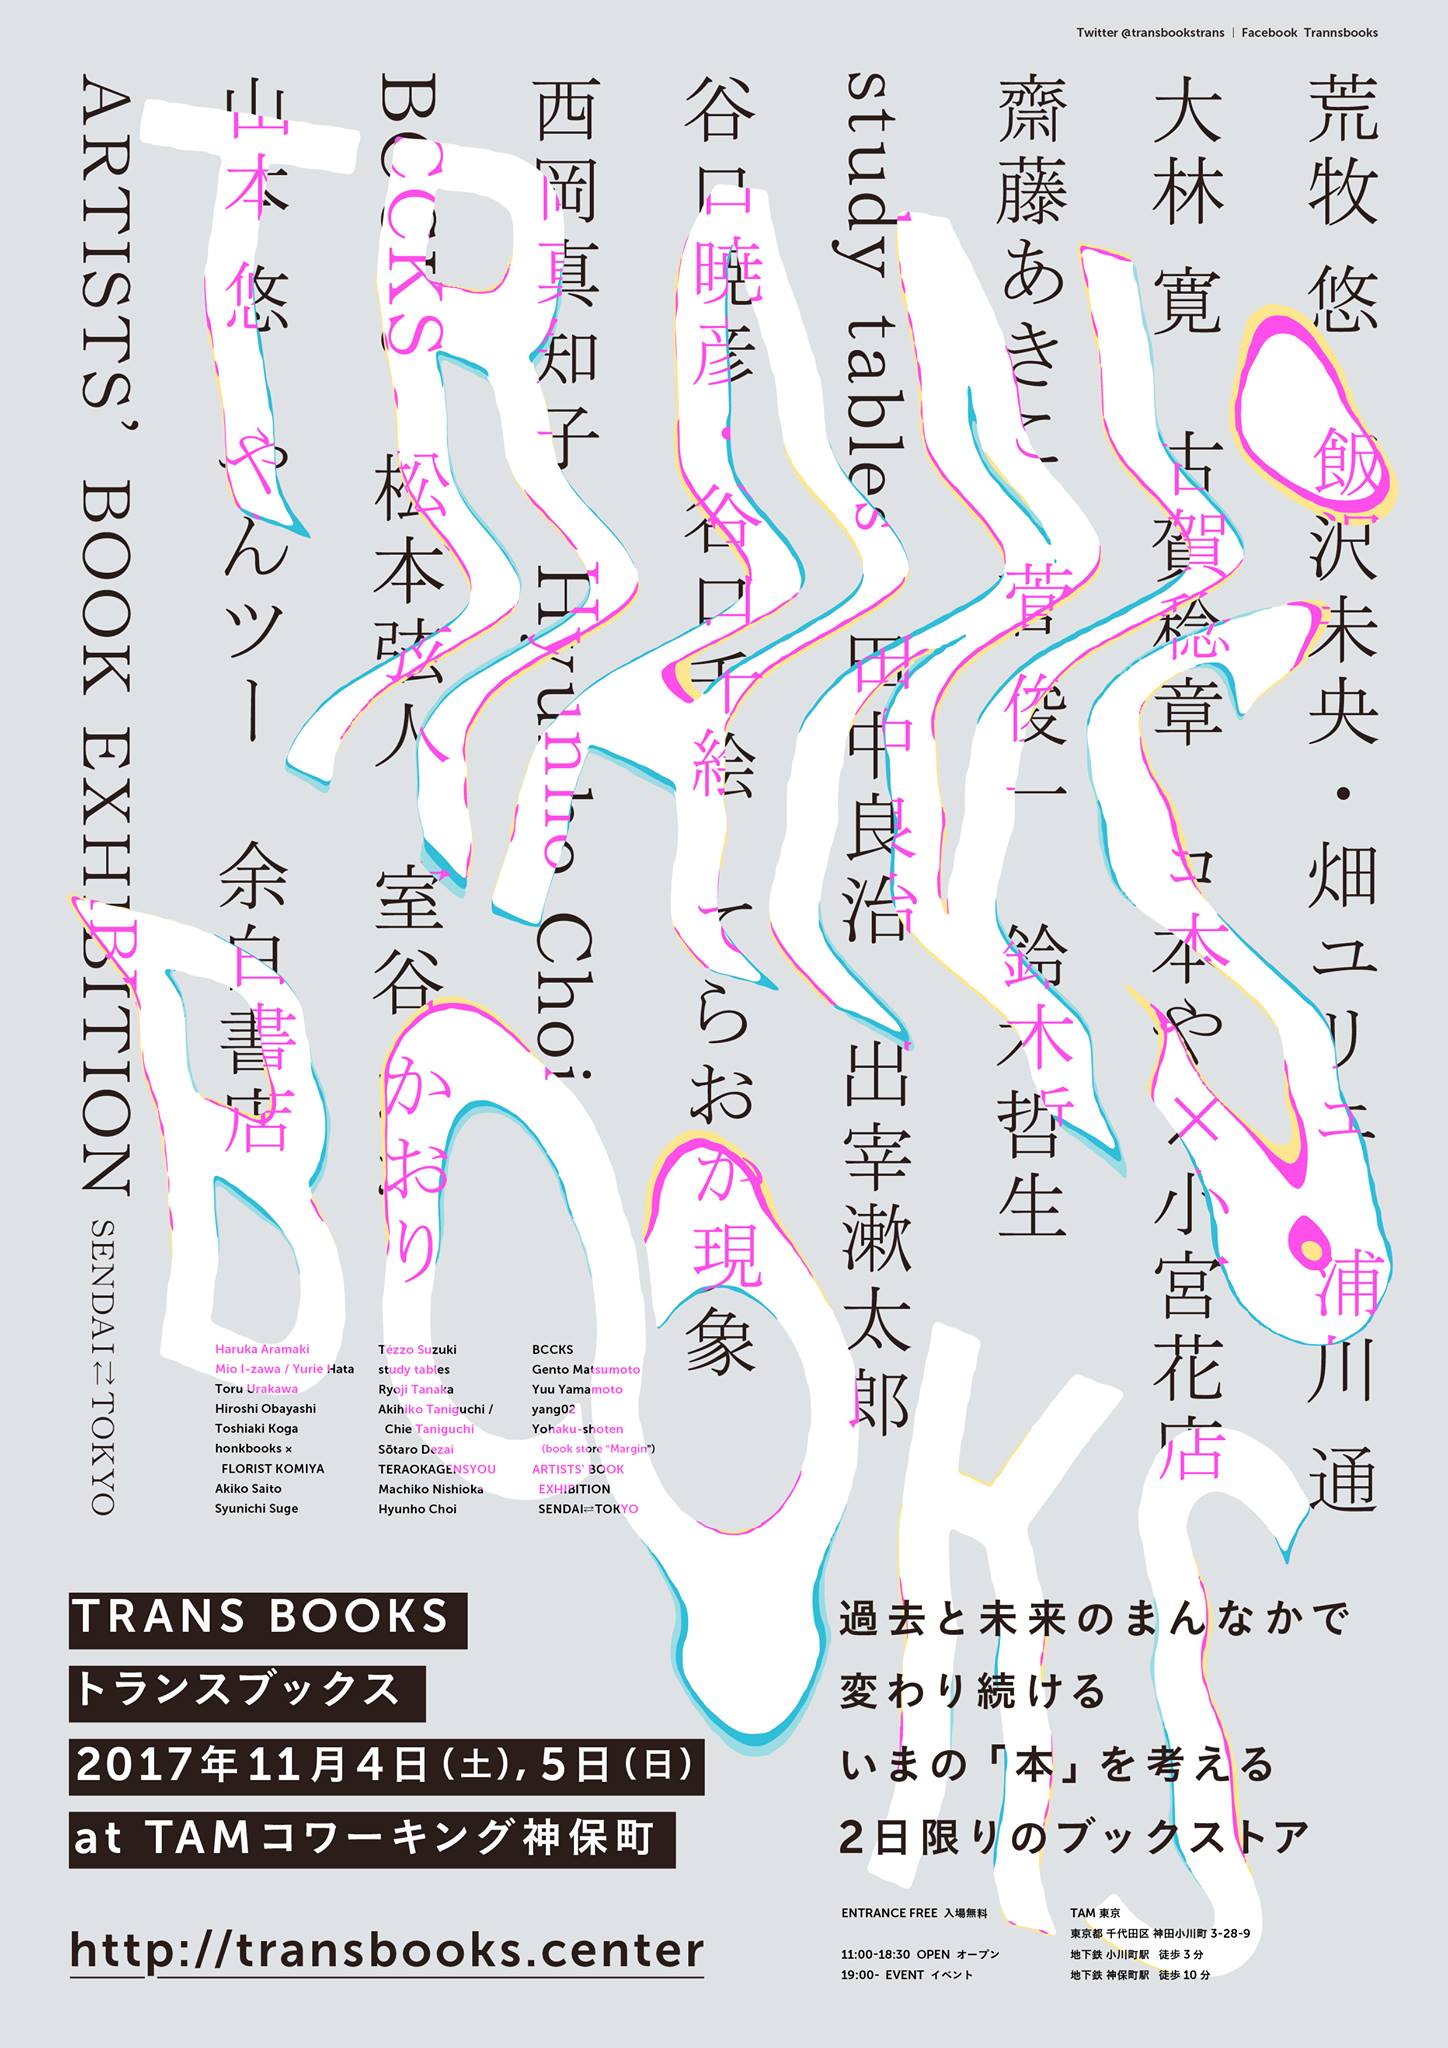 Twitter @transbookstrans | Facebook Trannsbooks
荒牧 悠 飯沢未央・畑ユリエ 浦川 通
大林 寛 古賀稔章 ュ本や×小宮花店
齋藤あきこ 菅 俊一 鈴木哲生
study tables 田中良治 出宰漱太郎
谷口暁彦・谷口千絵 てらおか現象
西岡真知子 Hyunho Choi
BCCKS 松本弦人 室谷かおり
山本 悠 やんツー 余白書店
ARTISTS' BOOK EXHIBITION SENDAI⇄TOKYO
TRANS BOOKS
Haruka Aramaki
Mio I-zawa / Yurie Hata
Toru Urakawa
Hiroshi Obayashi
Toshiaki Koga
honkbooks ×
FLORIST KOMIYA
Akiko Saito
Syunichi Suge
Tézzo Suzuki
study tables
Ryoji Tanaka
Akihiko Taniguchi /
Chie Taniguchi
Sōtaro Dezai
TERAOKAGENSYOU
Machiko Nishioka
Hyunho Choi
BCCKS
Gento Matsumoto
Yuu Yamamoto
yang02
Yohaku-shoten
(book store "Margin")
ARTISTS' BOOK
EXHIBITION
SENDAI⇄TOKYO
TRANS BOOKS
トランスブックス
2017年11月4日(土), 5日(日)
at TAMコワーキング神保町
http://transbooks.center
過去と未来のまんなかで
変わり続ける
いまの「本」を考える
2日限りのブックストア
ENTRANCE FREE 入場無料
11:00-18:30 OPEN オープン
19:00- EVENT イベント
TAM 東京
東京都 千代田区 神田小川町 3-28-9
地下鉄 小川町駅 徒歩 3 分
地下鉄 神保町駅 徒歩 10 分